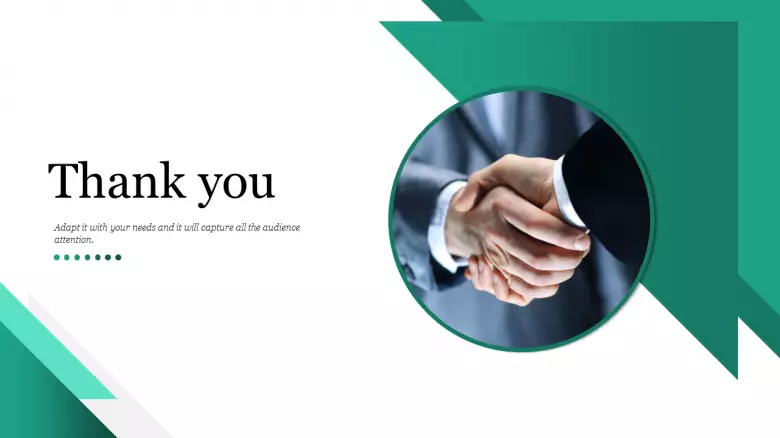 Thank you
Adapt it with your needs and it will capture all the audience
attention.